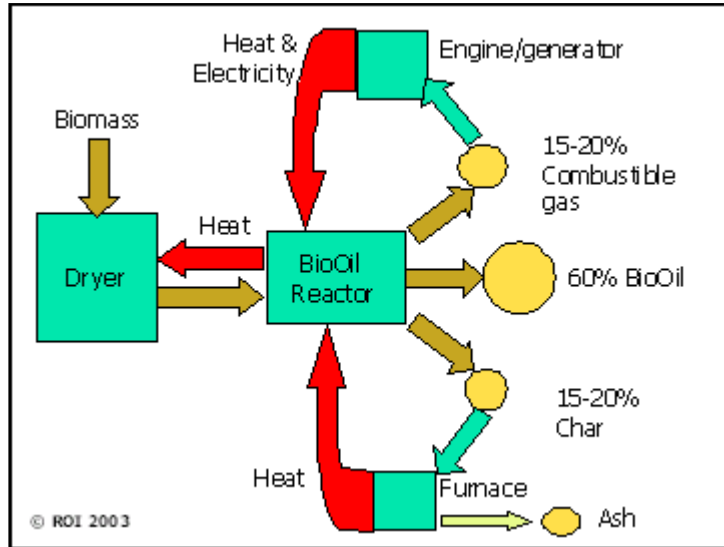 Heat &
Electricity
Engine/generator
Biomass
15-20%
Combustible
gas
Heat
Dryer
BioOil
Reactor
60% BioOil
15-20%
Char
Heat
Furnace
Ash
© ROI 2003